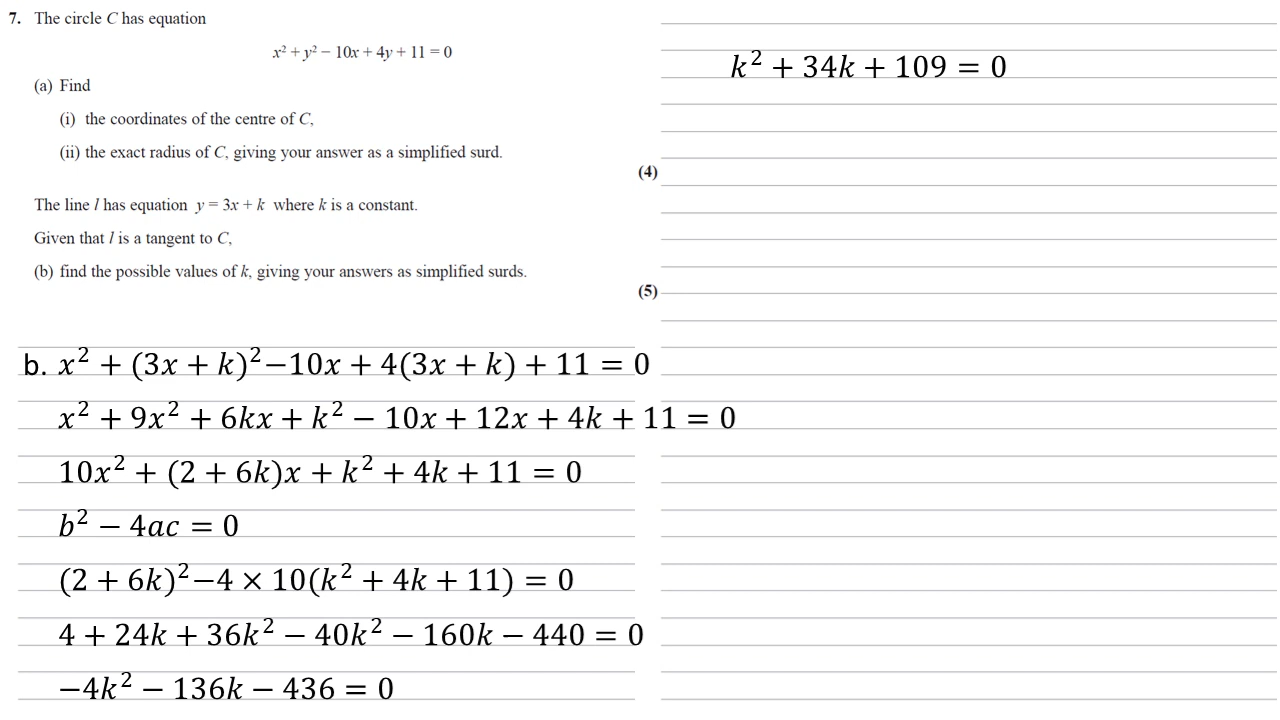 7. The circle C has equation
x² + y² − 10x + 4y + 11 = 0
(a) Find
(i) the coordinates of the centre of C,
(ii) the exact radius of C, giving your answer as a simplified surd.
(4)
The line l has equation y = 3x + k where k is a constant.
Given that l is a tangent to C,
(b) find the possible values of k, giving your answers as simplified surds.
(5)
b. x² + (3x + k)²−10x + 4(3x + k) + 11 = 0
x² + 9x² + 6kx + k² − 10x + 12x + 4k + 11 = 0
10x² + (2 + 6k)x + k² + 4k + 11 = 0
b² − 4ac = 0
(2 + 6k)²−4 × 10(k² + 4k + 11) = 0
4 + 24k + 36k² − 40k² − 160k − 440 = 0
−4k² − 136k − 436 = 0
k² + 34k + 109 = 0